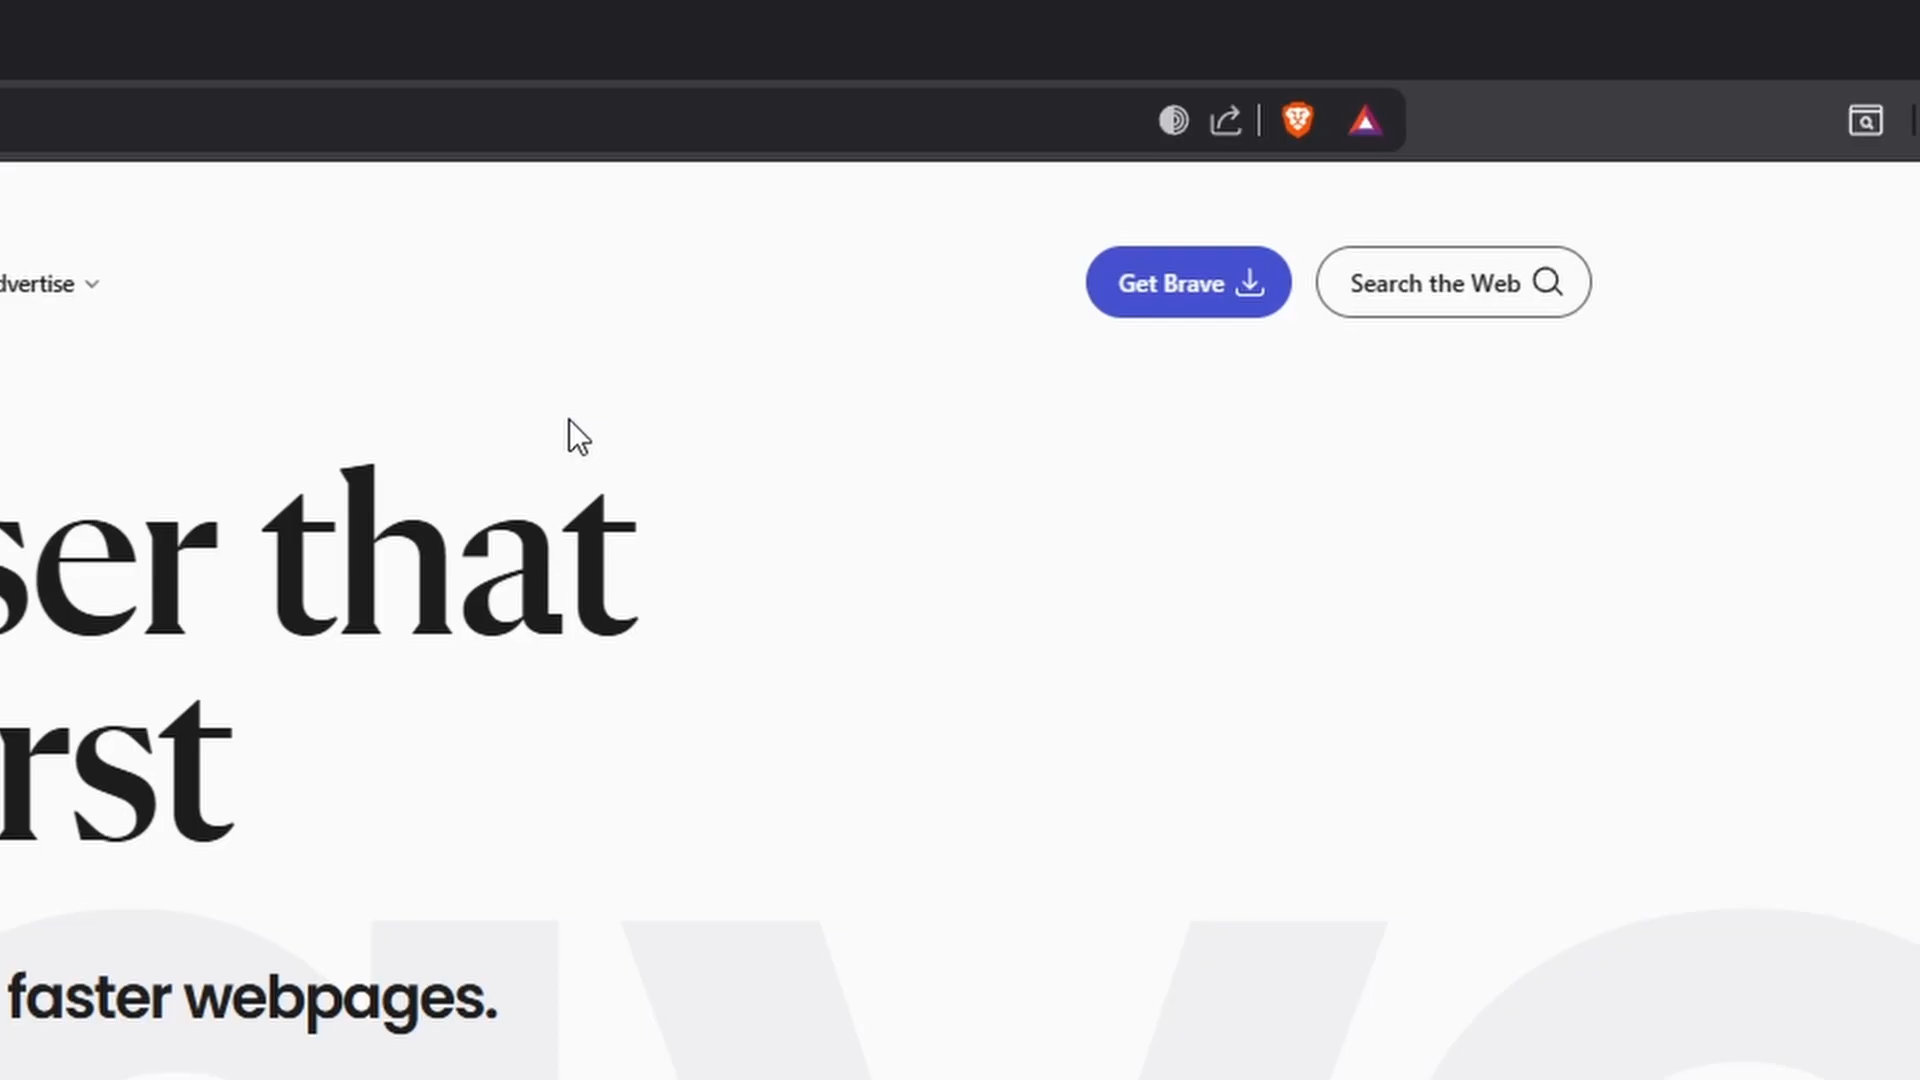 dvertise
Get Brave
Search the Web
ser that
rst
faster webpages.